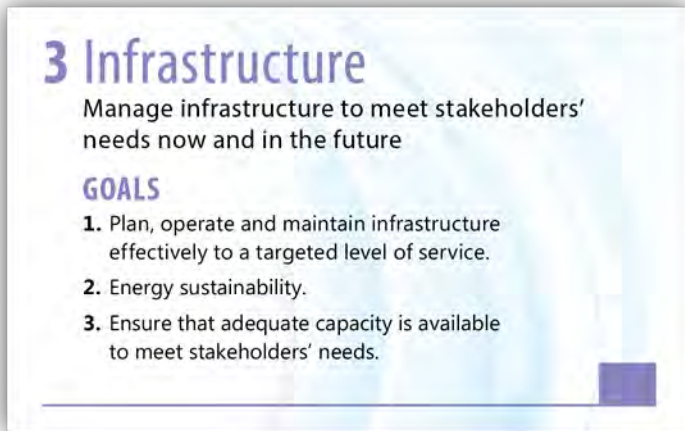 3 Infrastructure
Manage infrastructure to meet stakeholders'
needs now and in the future
GOALS
1. Plan, operate and maintain infrastructure
effectively to a targeted level of service.
2. Energy sustainability.
3. Ensure that adequate capacity is available
to meet stakeholders' needs.